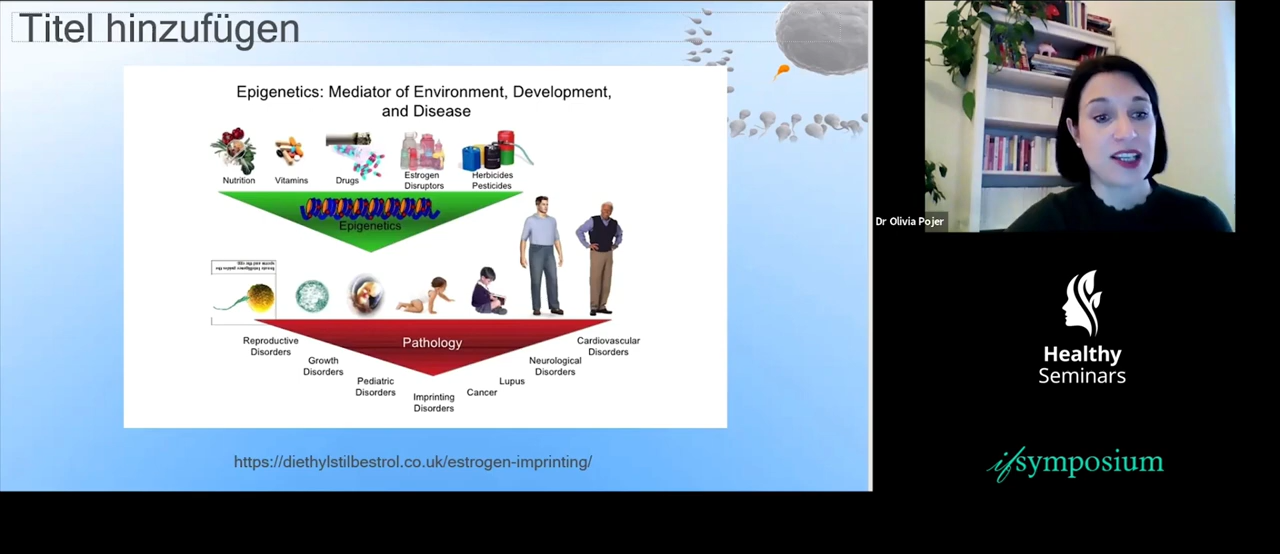 Titel hinzufügen
Epigenetics: Mediator of Environment, Development,
and Disease
Nutrition
Vitamins
Drugs
Estrogen
Disruptors
Herbicides
Pesticides
Epigenetics
Pathology
Reproductive
Disorders
Growth
Disorders
Pediatric
Disorders
Imprinting
Disorders
Cancer
Lupus
Neurological
Disorders
Cardiovascular
Disorders
https://diethylstilbestrol.co.uk/estrogen-imprinting/
Dr Olivia Pojer
Healthy
Seminars
ifsymposium